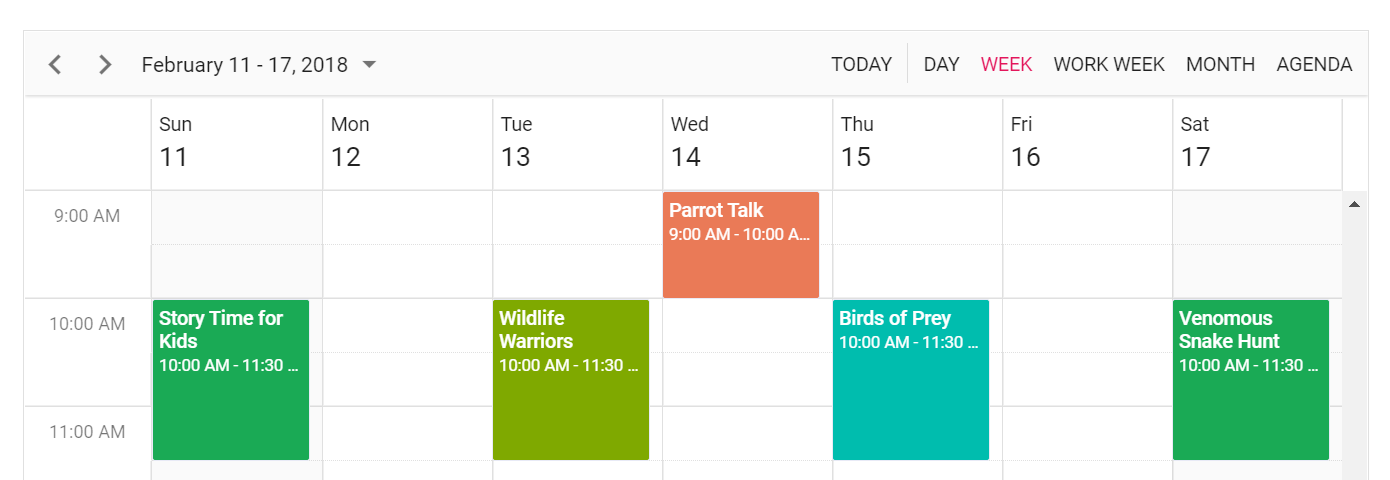 February 11 - 17, 2018
TODAY DAY WEEK WORK WEEK MONTH AGENDA
Sun Mon Tue Wed Thu Fri Sat
11 12 13 14 15 16 17
9:00 AM
Parrot Talk
9:00 AM - 10:00 A...
10:00 AM
Story Time for
Kids
10:00 AM - 11:30 ...
Wildlife
Warriors
10:00 AM - 11:30 ...
Birds of Prey
10:00 AM - 11:30 ...
Venomous
Snake Hunt
10:00 AM - 11:30 ...
11:00 AM